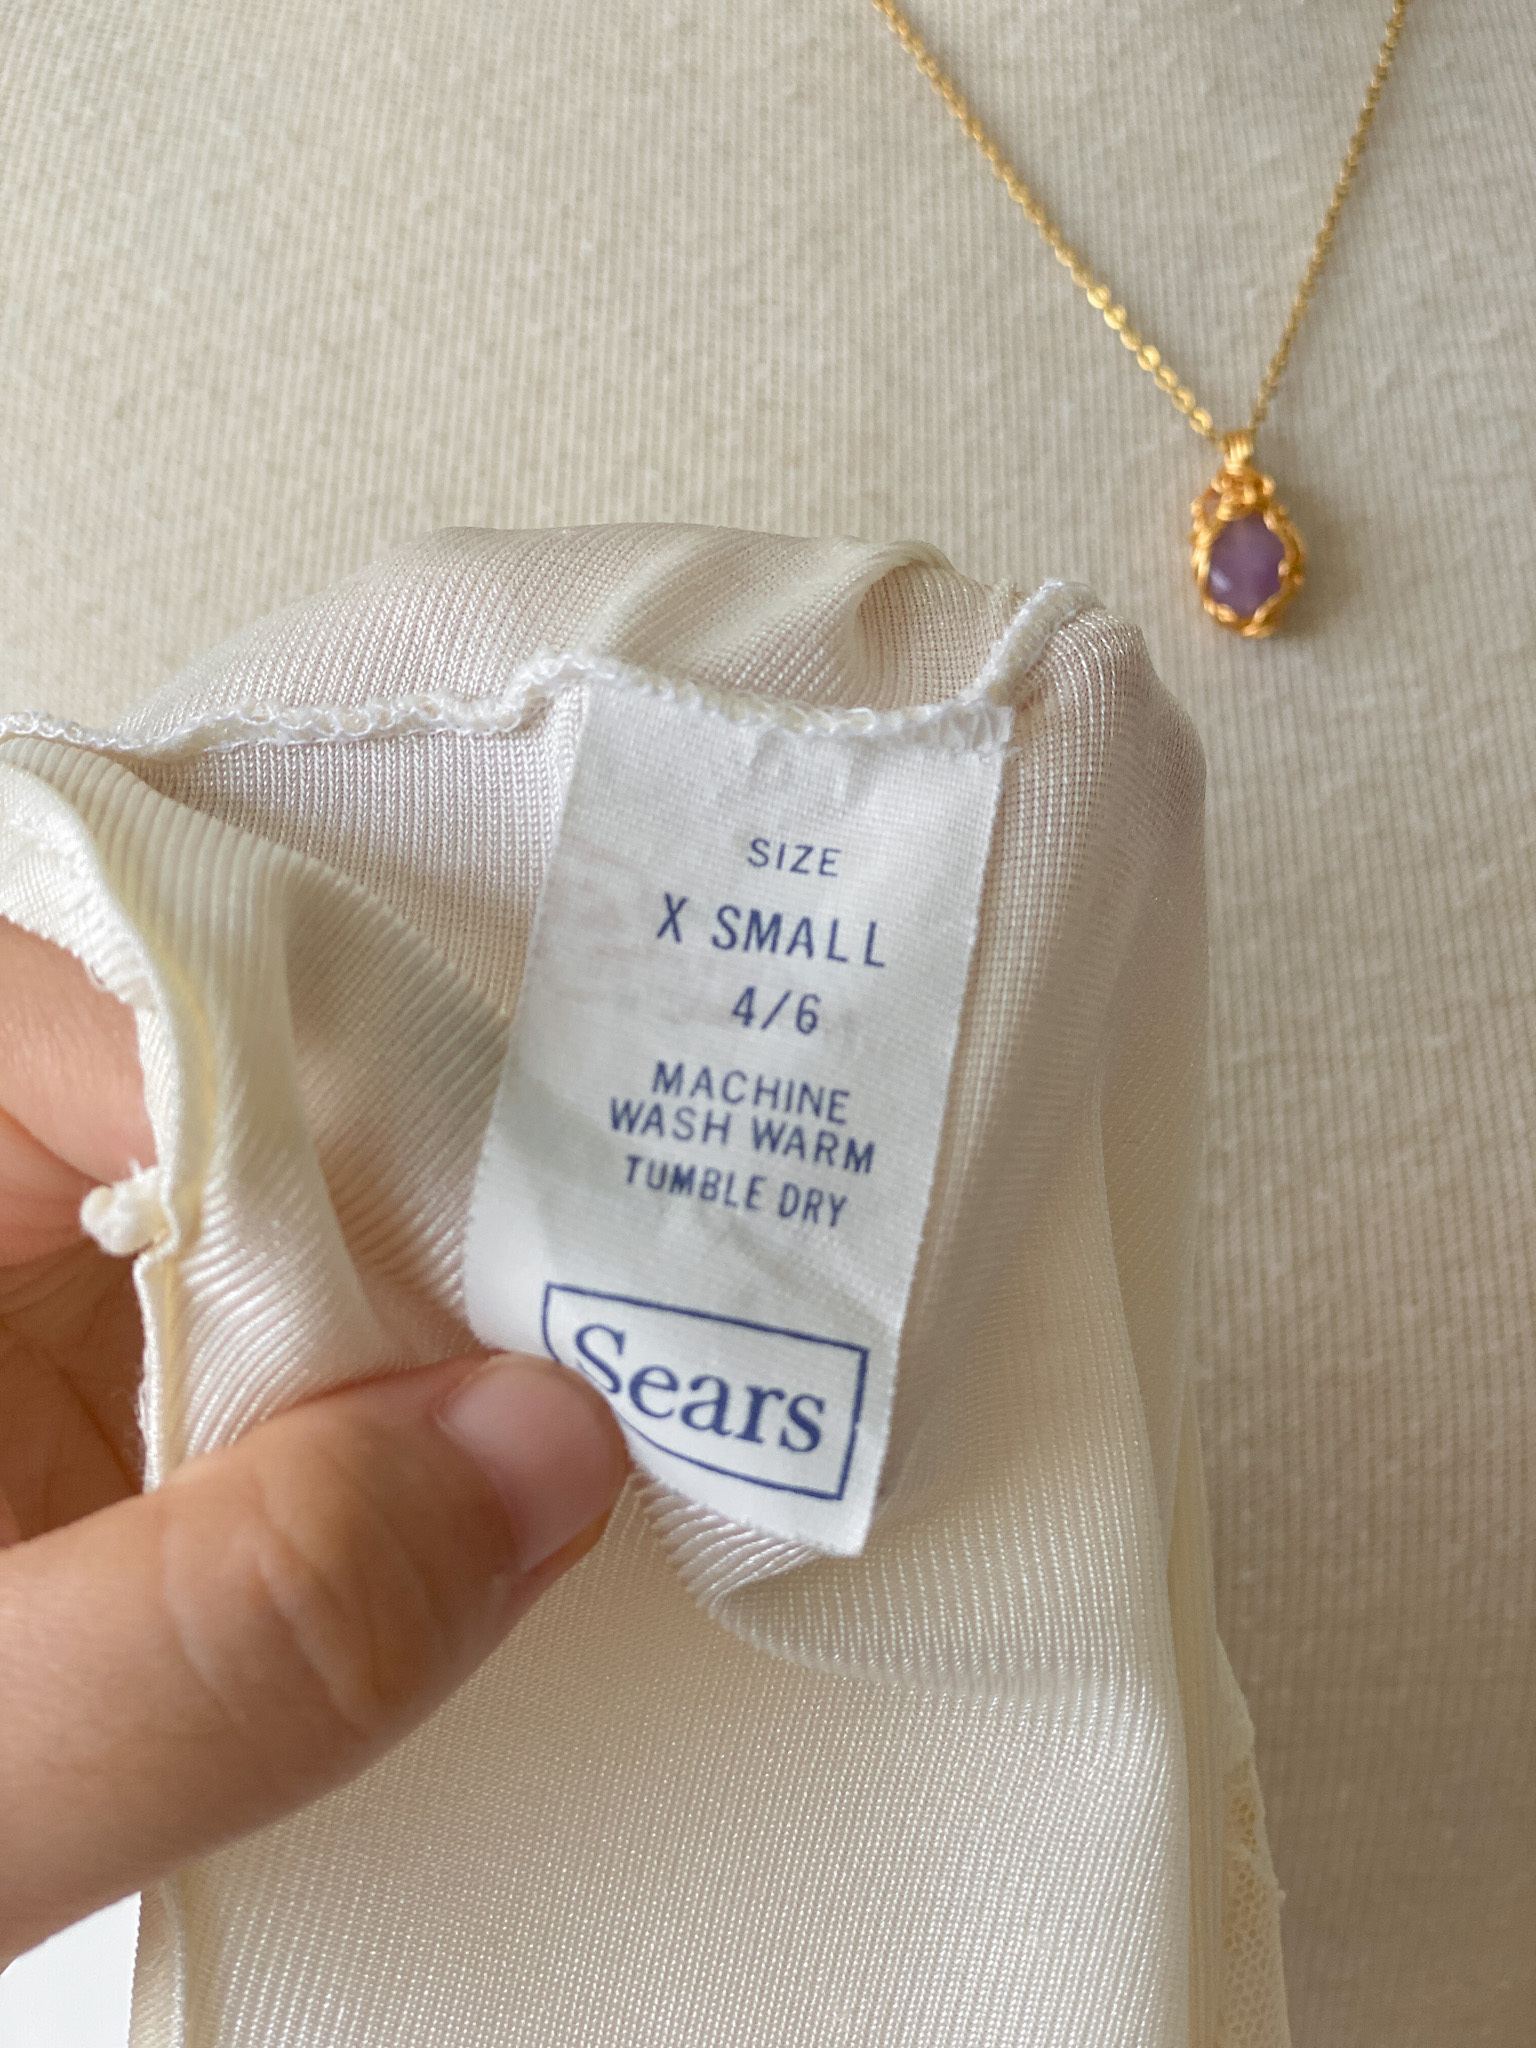 SIZE
X SMALL
4/6
MACHINE
WASH WARM
TUMBLE DRY
Sears